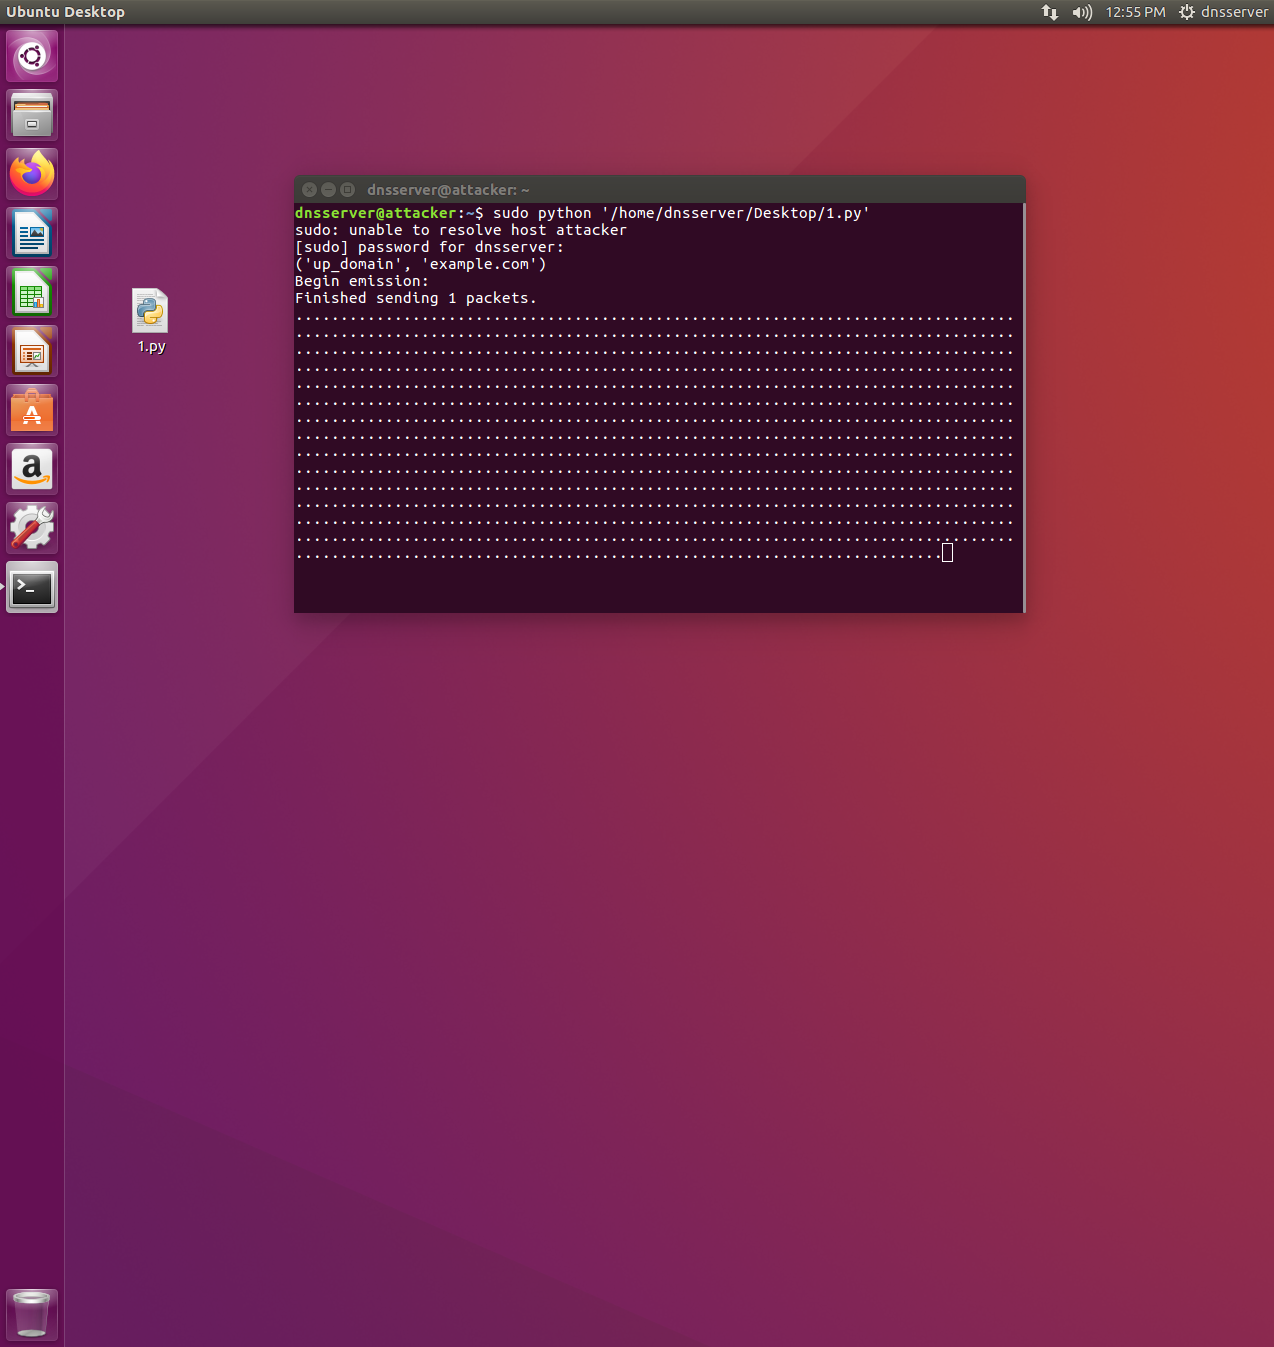 Ubuntu Desktop
12:55 PM
dnsserver
1.py
dnsserver@attacker: ~
dnsserver@attacker:~$ sudo python '/home/dnsserver/Desktop/1.py'
sudo: unable to resolve host attacker
[sudo] password for dnsserver:
('up_domain', 'example.com')
Begin emission:
Finished sending 1 packets.
................................................................................
................................................................................
................................................................................
................................................................................
................................................................................
................................................................................
................................................................................
................................................................................
................................................................................
................................................................................
................................................................................
................................................................................
................................................................................
................................................................................
........................................................................